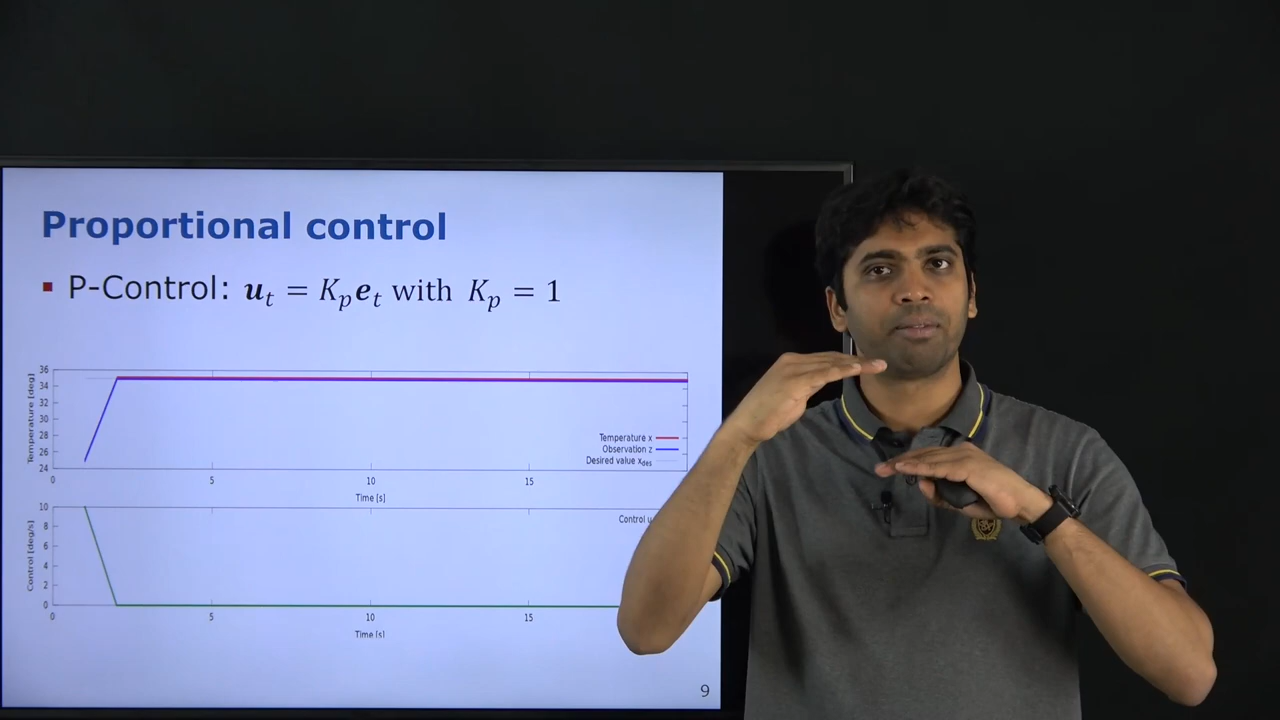 Proportional control
▪ P-Control: u_t = K_p e_t with K_p = 1
36
34
32
30
28
26
24
Temperature [deg]
Temperature x
Observation z
Desired value x_des
0 5 10 15
Time [s]
10
8
6
4
2
0
Control [deg/s]
Control u
0 5 10 15
Time [s]
9